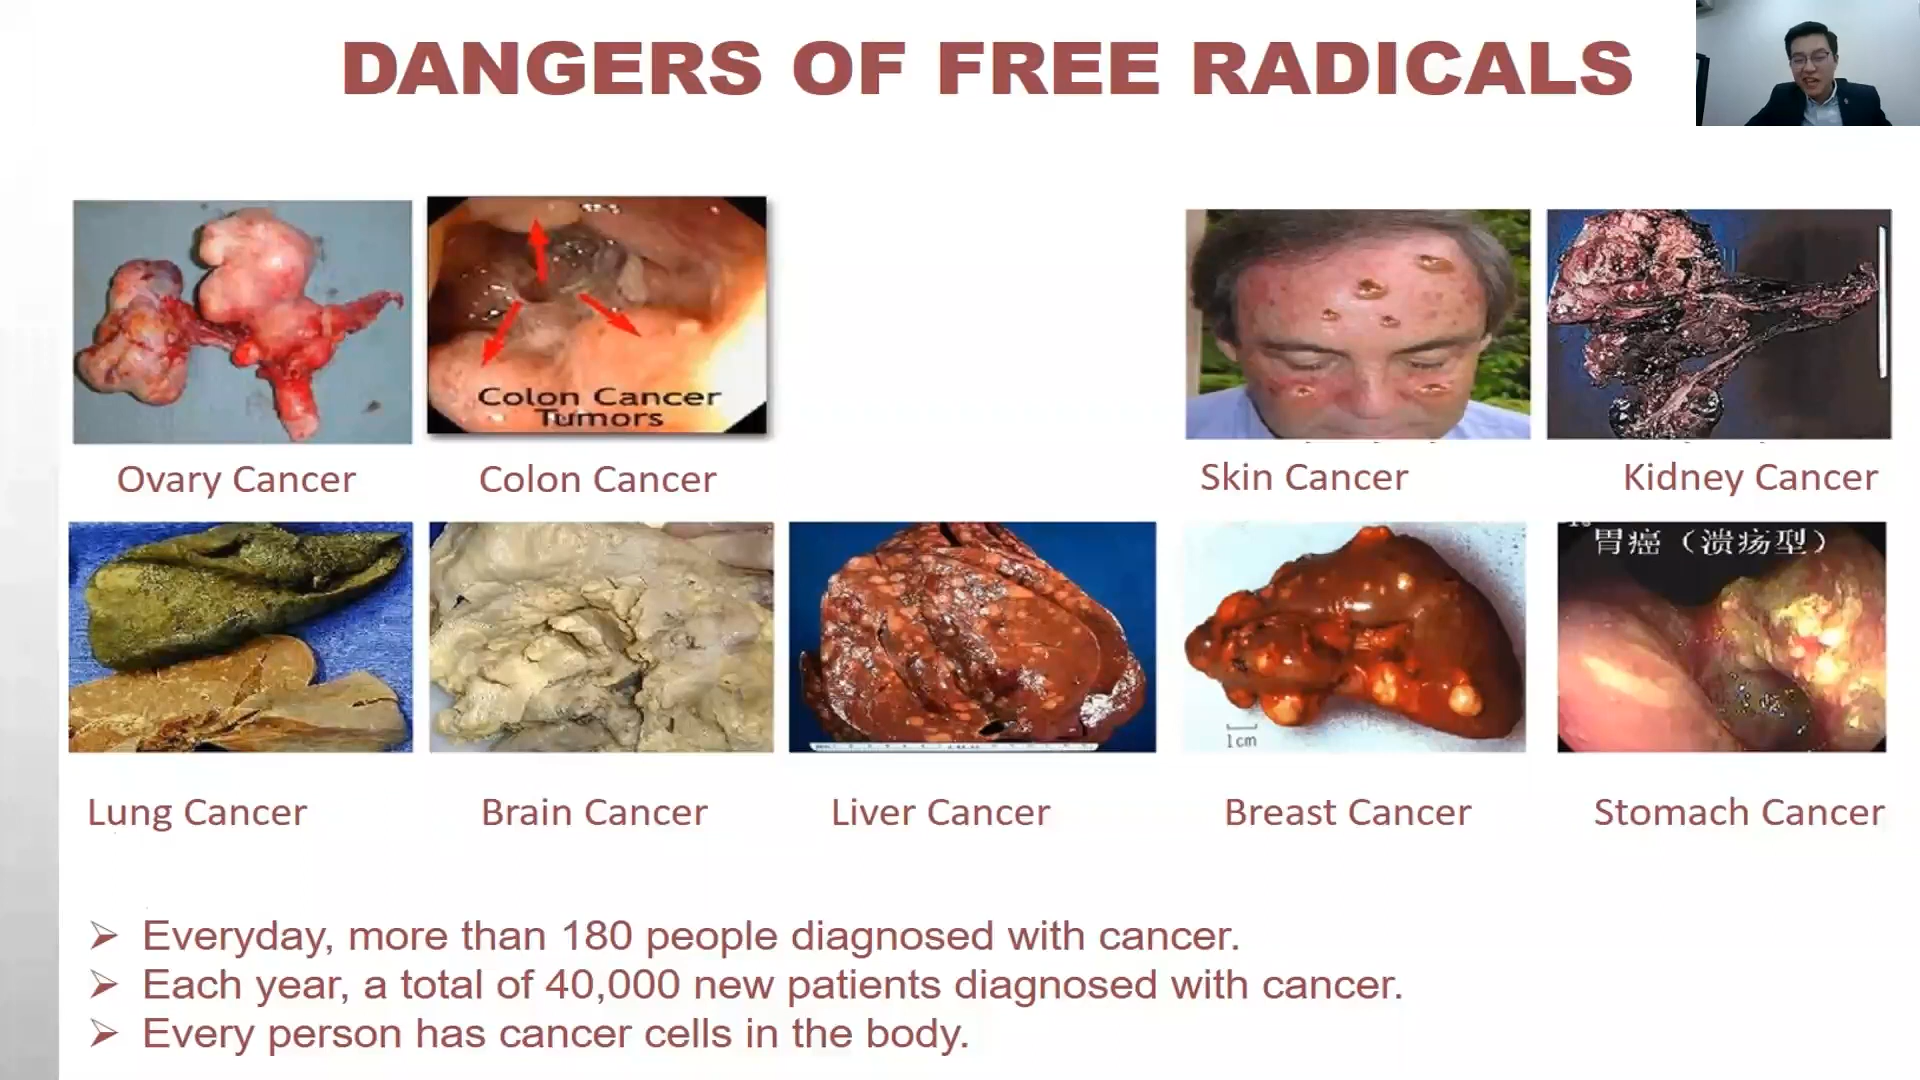 DANGERS OF FREE RADICALS
Colon Cancer
Tumors
Ovary Cancer
Colon Cancer
Skin Cancer
Kidney Cancer
胃癌（溃疡型）
1cm
Lung Cancer
Brain Cancer
Liver Cancer
Breast Cancer
Stomach Cancer
➢ Everyday, more than 180 people diagnosed with cancer.
➢ Each year, a total of 40,000 new patients diagnosed with cancer.
➢ Every person has cancer cells in the body.